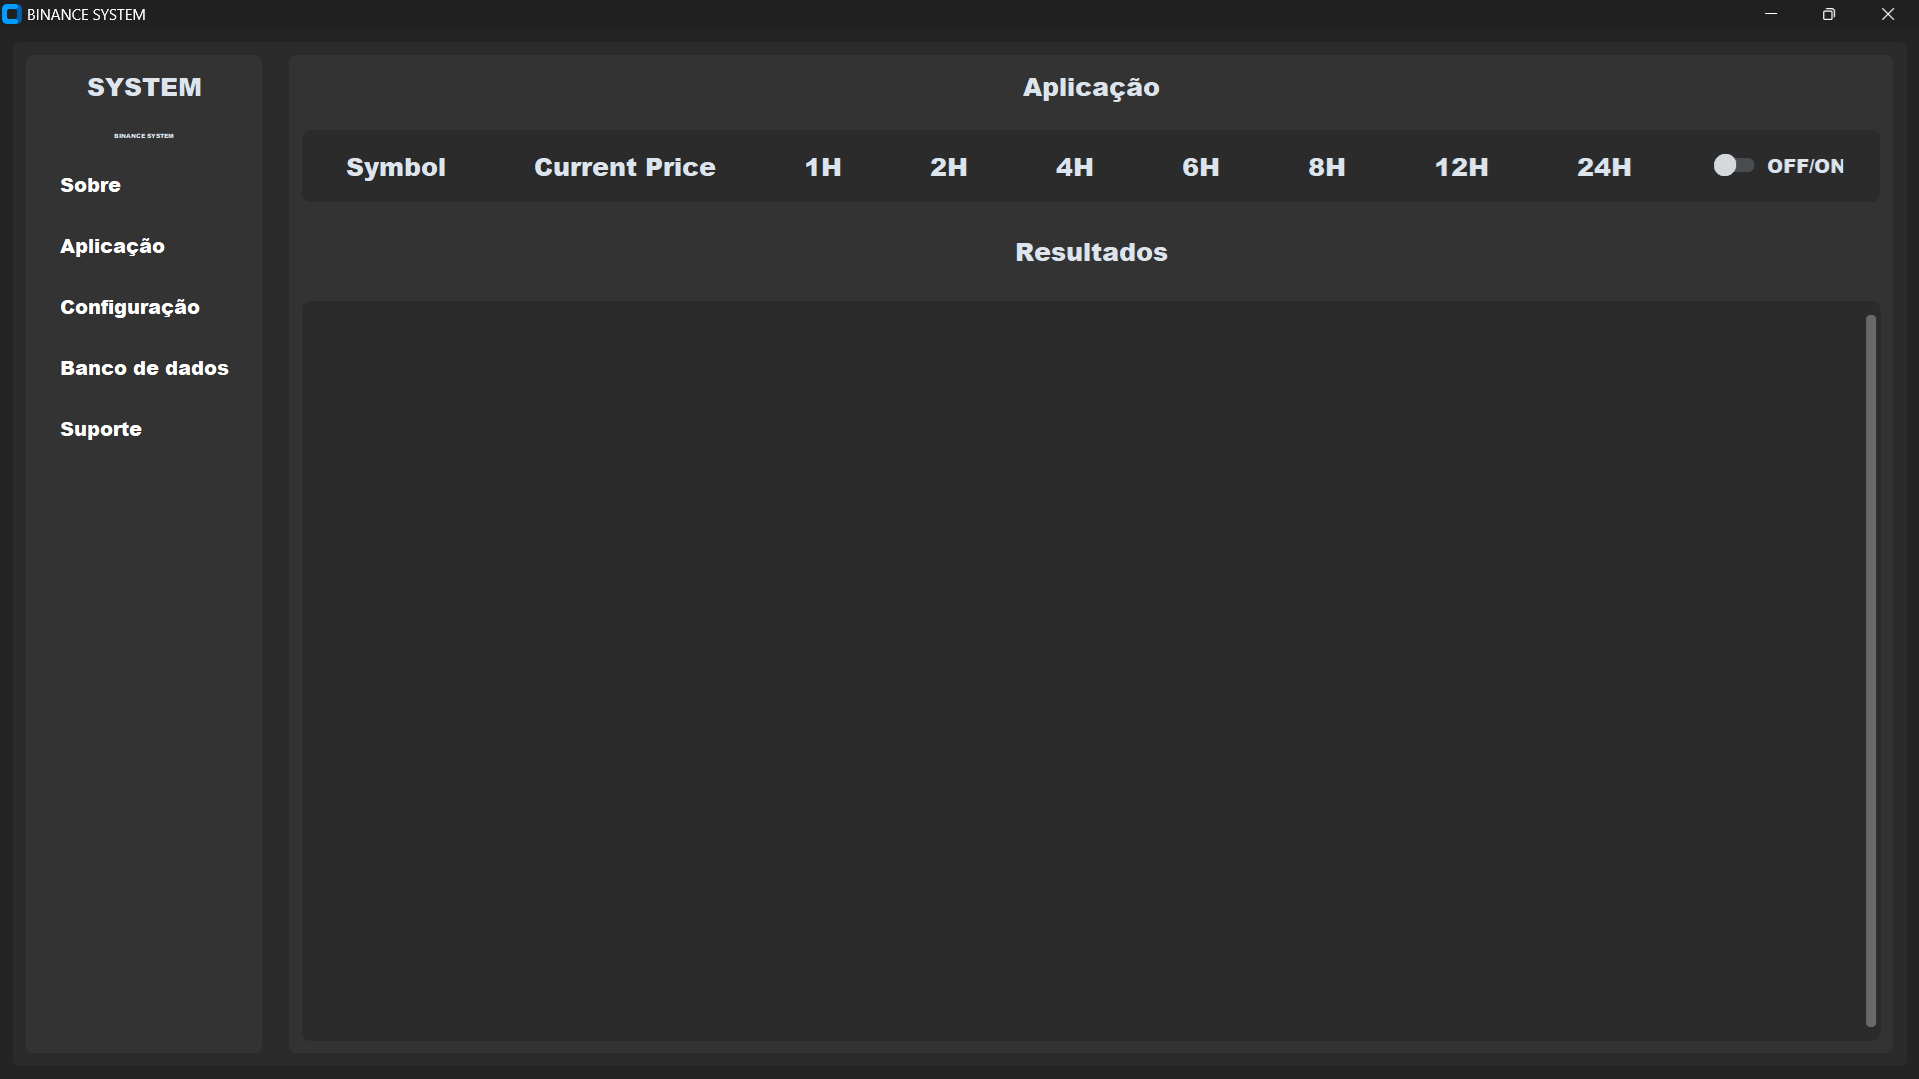 BINANCE SYSTEM
SYSTEM
BINANCE SYSTEM
Sobre
Aplicação
Configuração
Banco de dados
Suporte
Aplicação
Symbol Current Price 1H 2H 4H 6H 8H 12H 24H OFF/ON
Resultados